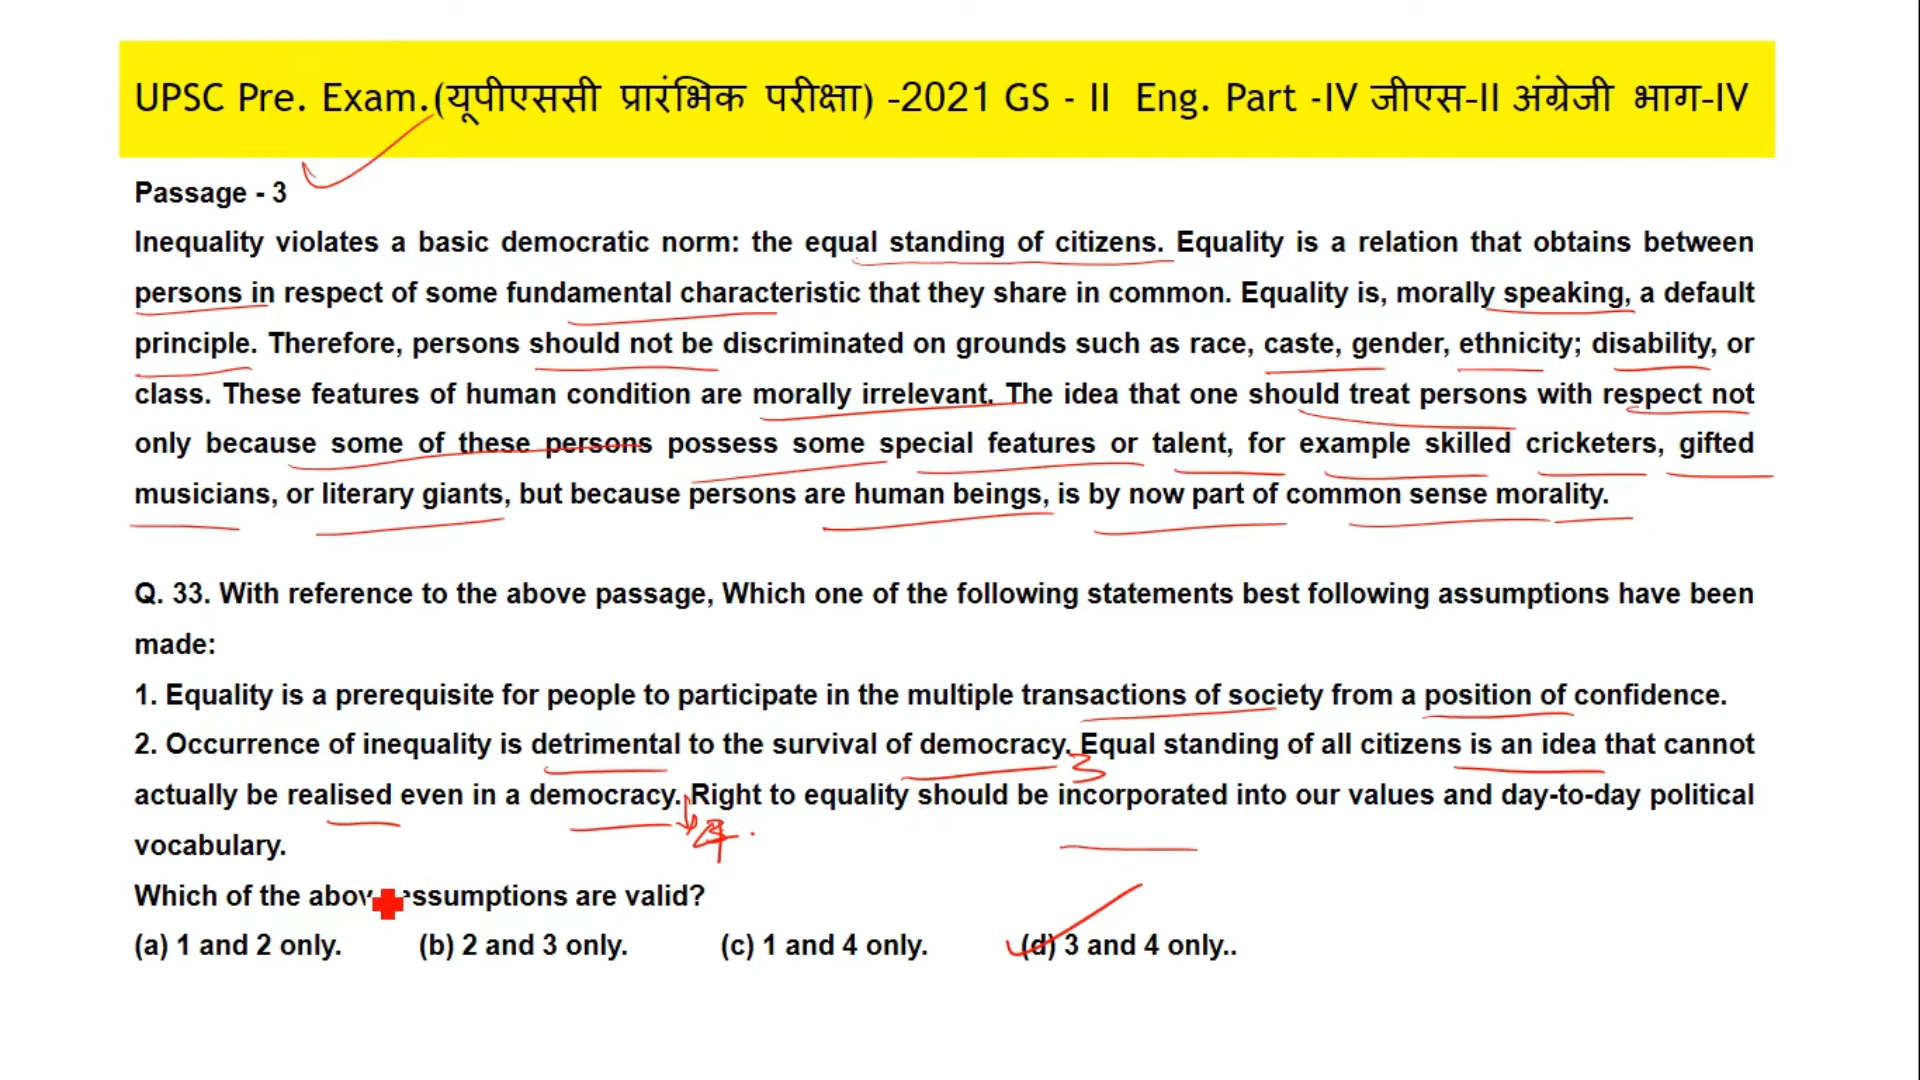 UPSC Pre. Exam.(यूपीएससी प्रारंभिक परीक्षा) -2021 GS - II Eng. Part -IV जीएस-II अंग्रेजी भाग-IV
Passage - 3
Inequality violates a basic democratic norm: the equal standing of citizens. Equality is a relation that obtains between
persons in respect of some fundamental characteristic that they share in common. Equality is, morally speaking, a default
principle. Therefore, persons should not be discriminated on grounds such as race, caste, gender, ethnicity; disability, or
class. These features of human condition are morally irrelevant. The idea that one should treat persons with respect not
only because some of these persons possess some special features or talent, for example skilled cricketers, gifted
musicians, or literary giants, but because persons are human beings, is by now part of common sense morality.
Q. 33. With reference to the above passage, Which one of the following statements best following assumptions have been
made:
1. Equality is a prerequisite for people to participate in the multiple transactions of society from a position of confidence.
2. Occurrence of inequality is detrimental to the survival of democracy. Equal standing of all citizens is an idea that cannot
3
actually be realised even in a democracy. Right to equality should be incorporated into our values and day-to-day political
4.
vocabulary.
Which of the above assumptions are valid?
(a) 1 and 2 only. (b) 2 and 3 only. (c) 1 and 4 only. (d) 3 and 4 only..